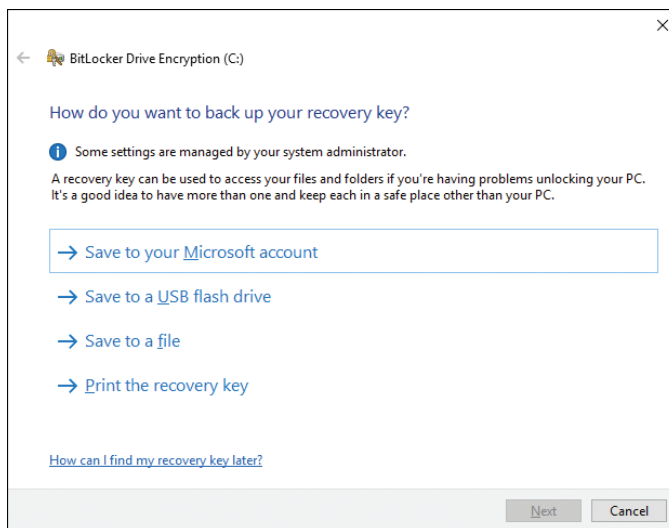 BitLocker Drive Encryption (C:)
How do you want to back up your recovery key?
Some settings are managed by your system administrator.
A recovery key can be used to access your files and folders if you're having problems unlocking your PC.
It's a good idea to have more than one and keep each in a safe place other than your PC.
Save to your Microsoft account
Save to a USB flash drive
Save to a file
Print the recovery key
How can I find my recovery key later?
Next Cancel